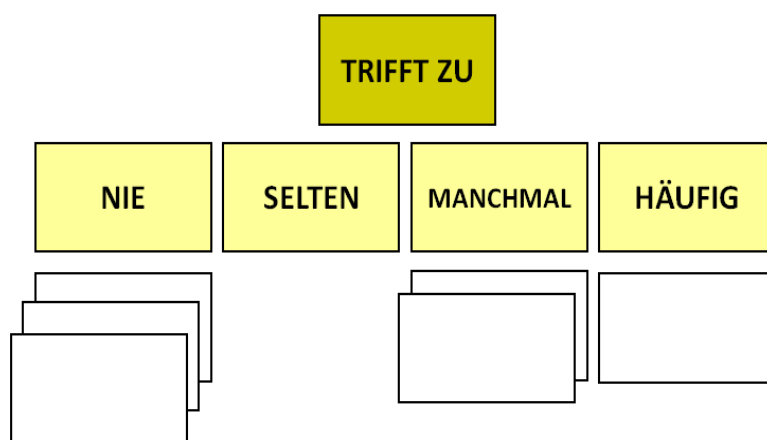 TRIFFT ZU
NIE
SELTEN
MANCHMAL
HÄUFIG